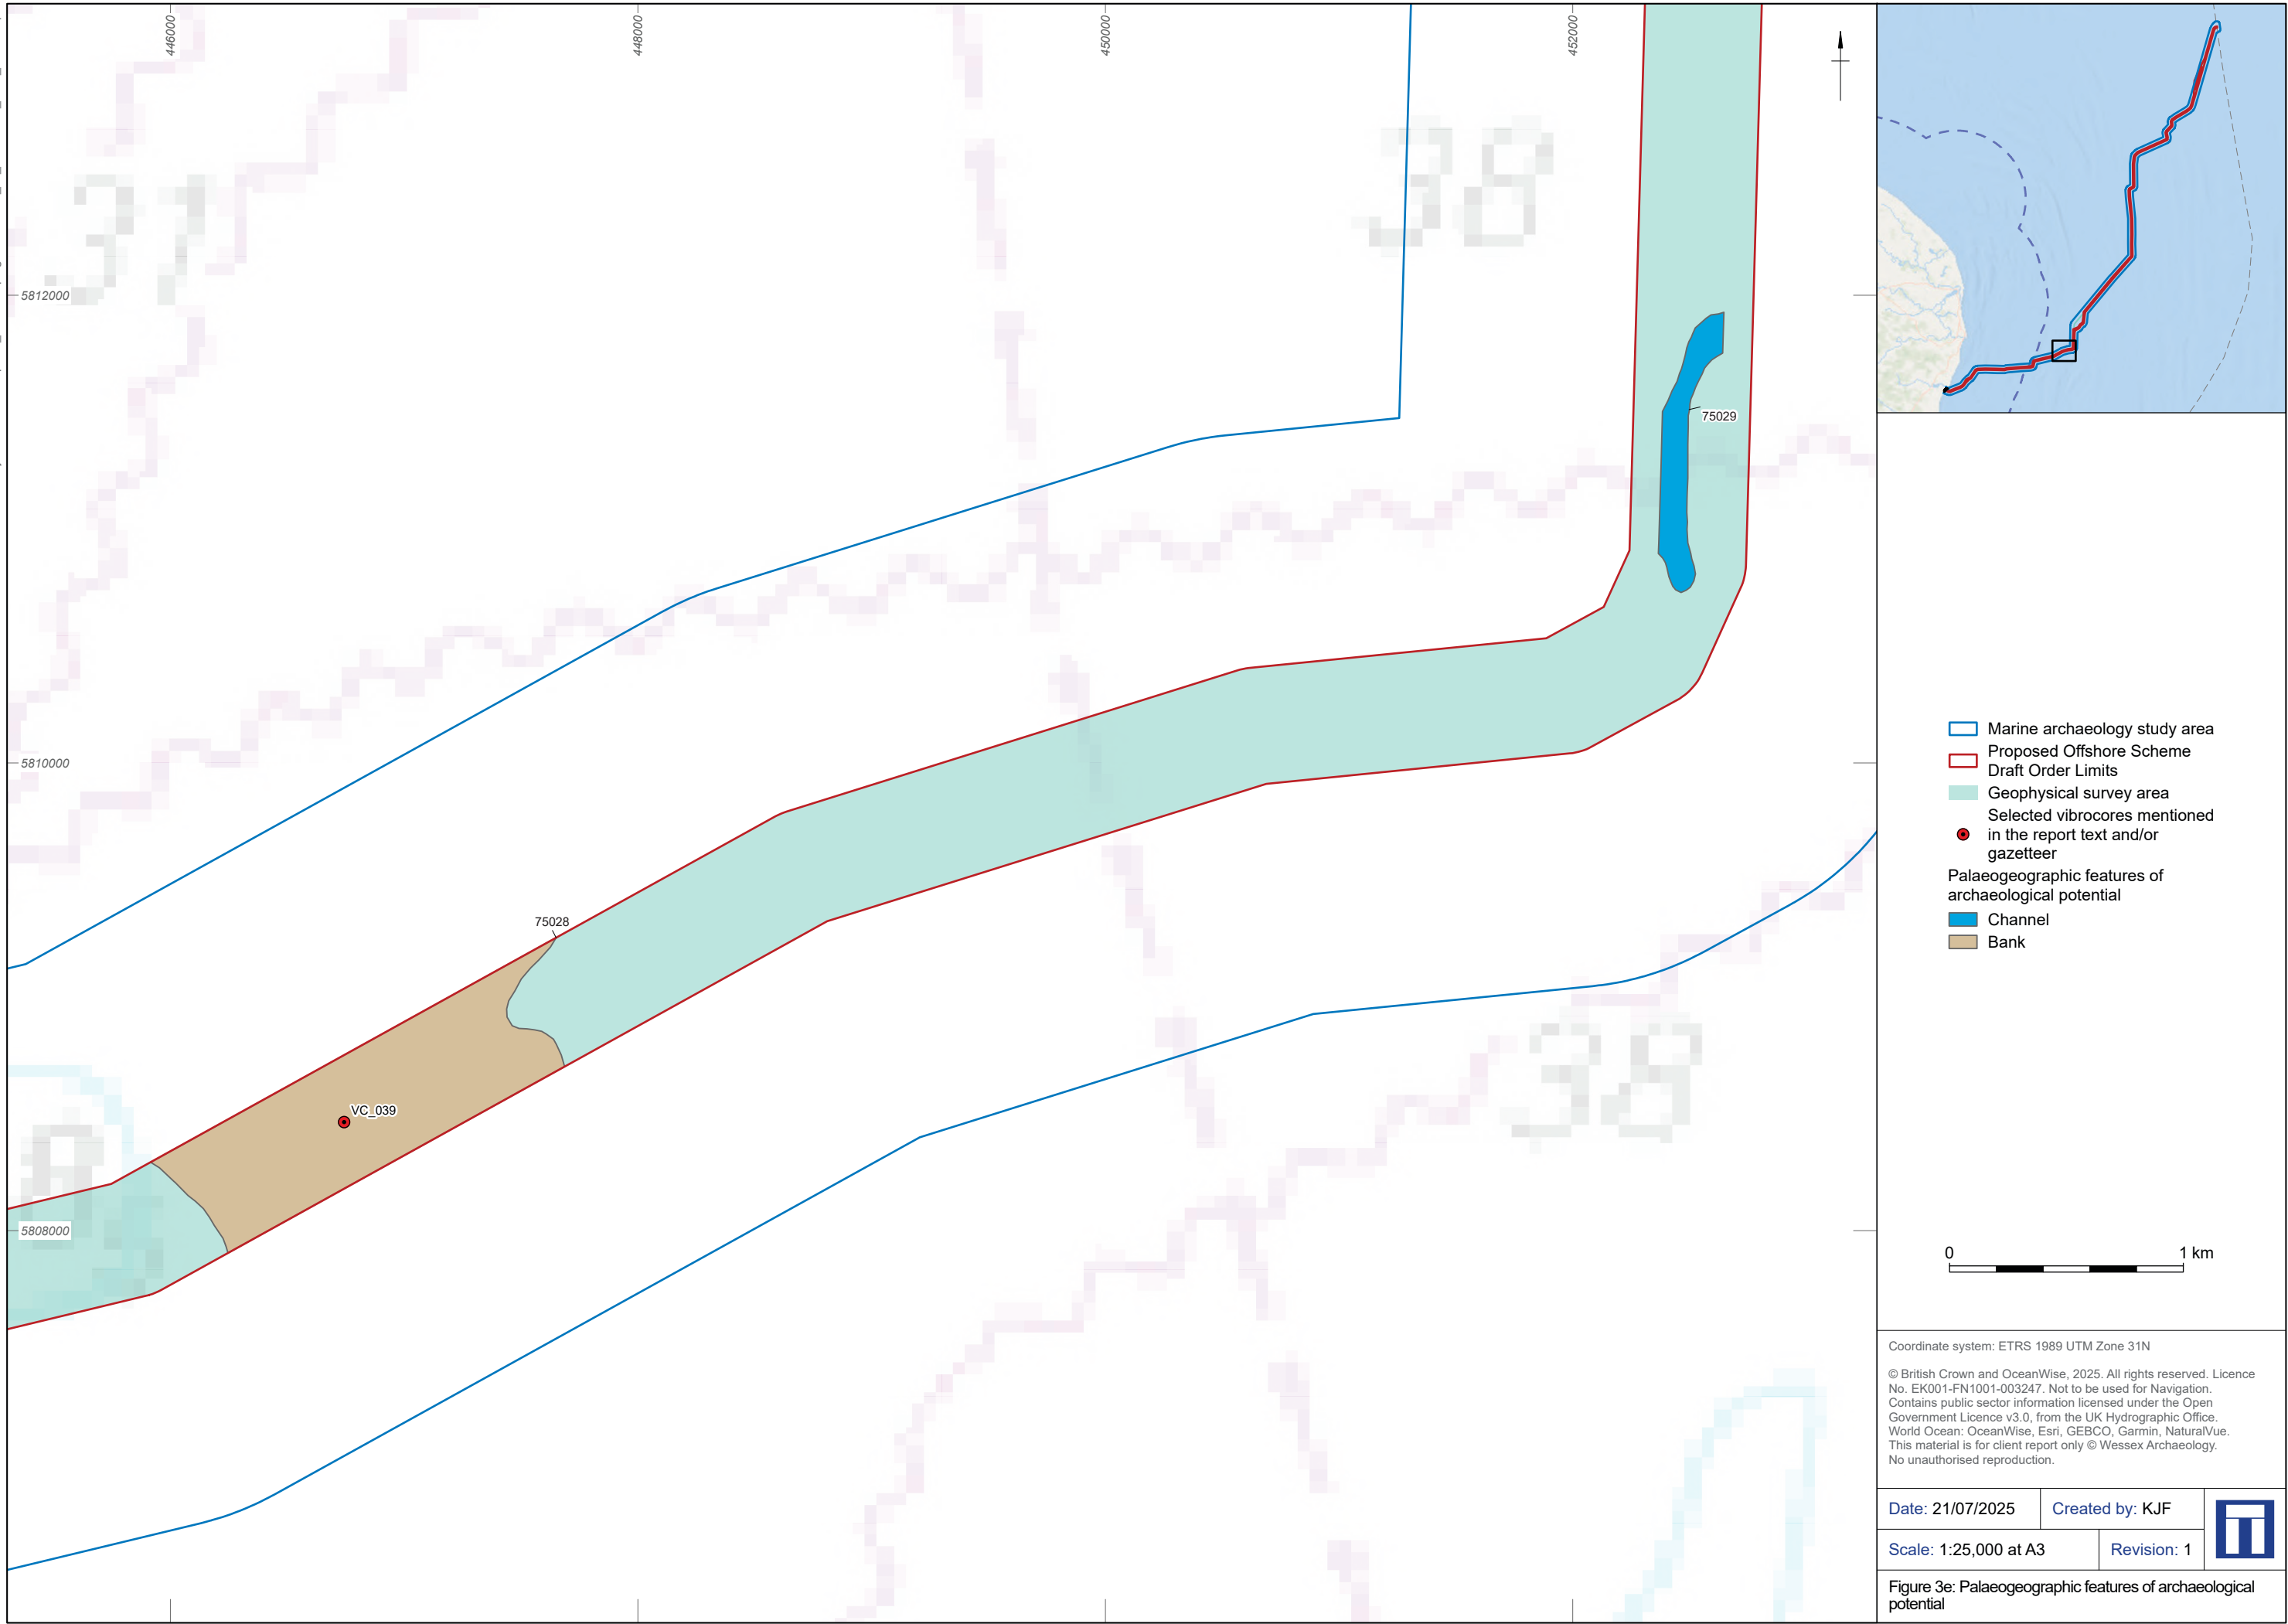 446000
448000
450000
452000
31
38
5812000
75029
5810000
75028
VC_039
38
5808000
Marine archaeology study area
Proposed Offshore Scheme
Draft Order Limits
Geophysical survey area
Selected vibrocores mentioned
in the report text and/or
gazetteer
Palaeogeographic features of
archaeological potential
Channel
Bank
0 1 km
Coordinate system: ETRS 1989 UTM Zone 31N
© British Crown and OceanWise, 2025. All rights reserved. Licence
No. EK001-FN1001-003247. Not to be used for Navigation.
Contains public sector information licensed under the Open
Government Licence v3.0, from the UK Hydrographic Office.
World Ocean: OceanWise, Esri, GEBCO, Garmin, NaturalVue.
This material is for client report only © Wessex Archaeology.
No unauthorised reproduction.
Date: 21/07/2025 Created by: KJF
Scale: 1:25,000 at A3 Revision: 1
Figure 3e: Palaeogeographic features of archaeological
potential